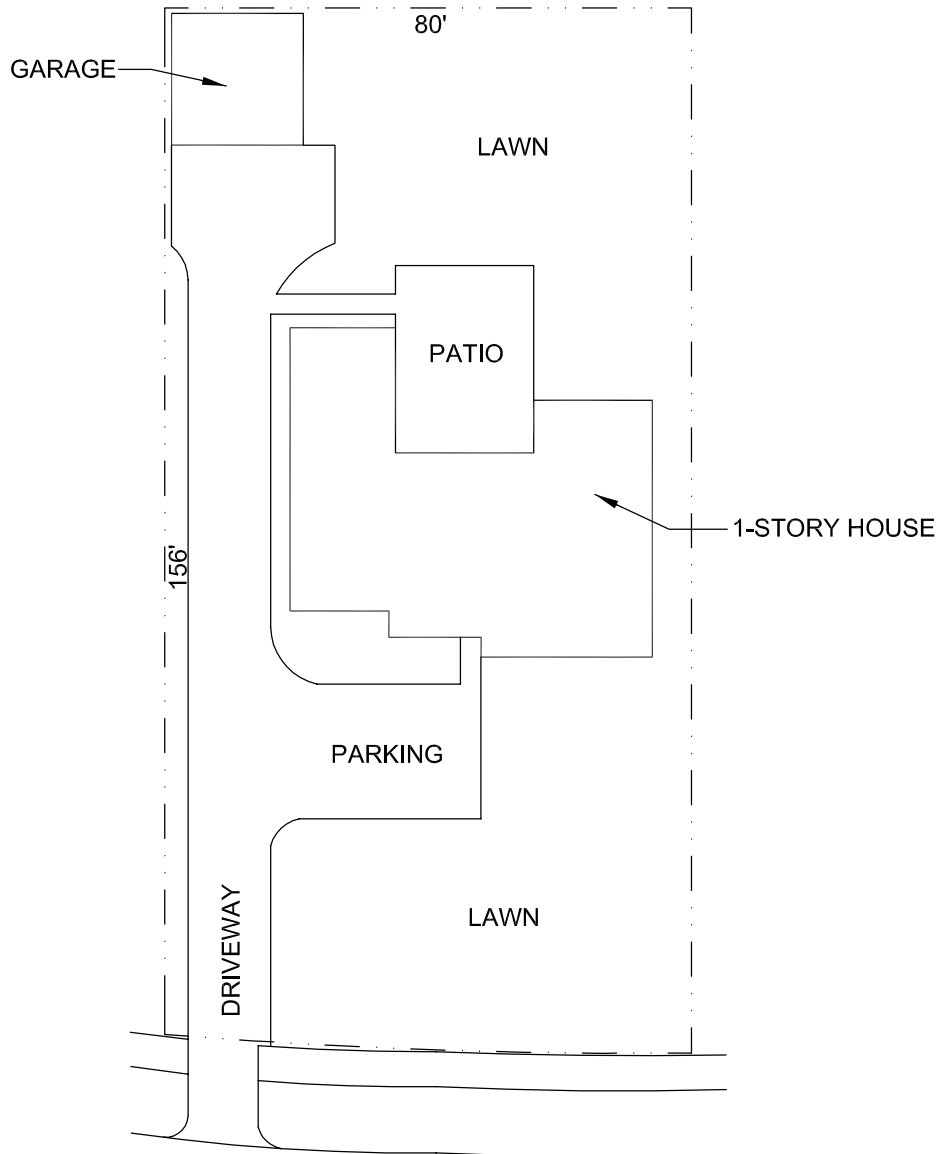 80'
GARAGE
LAWN
PATIO
1-STORY HOUSE
156'
PARKING
DRIVEWAY
LAWN